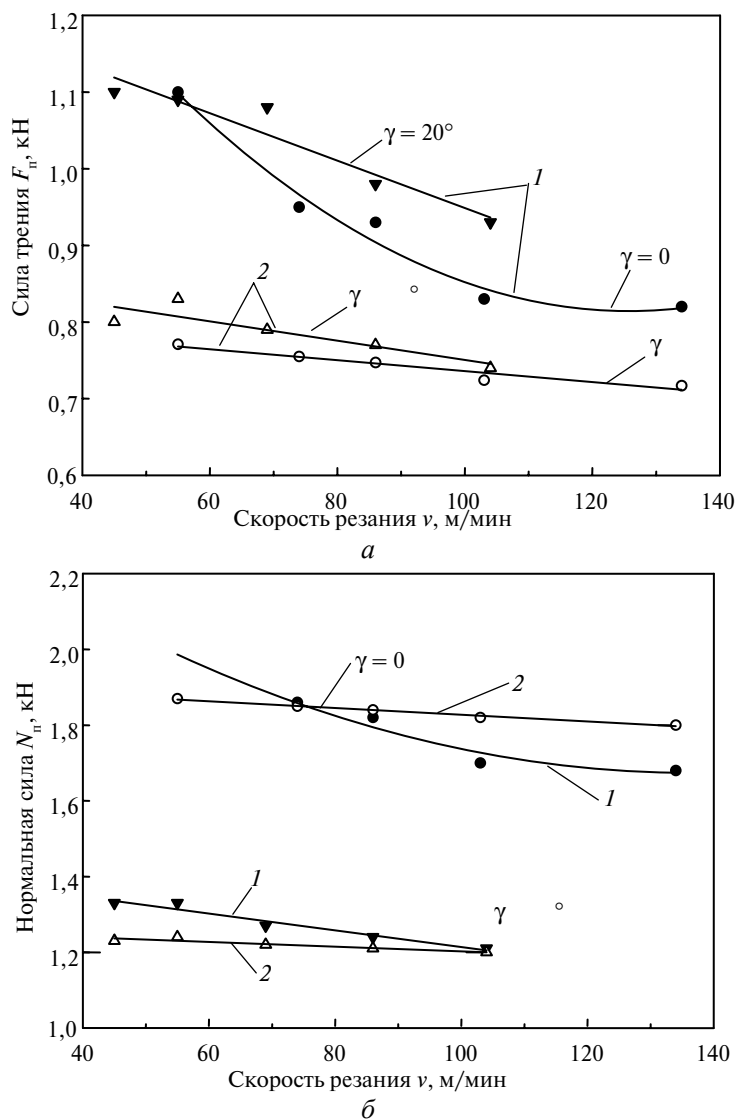 1,2
1,1
1,0
0,9
0,8
0,7
0,6
Сила трения Fп, кН
γ = 20°
1
γ = 0
2
γ °
γ
40 60 80 100 120 140
Скорость резания v, м/мин
а
2,2
2,0
1,8
1,6
1,4
1,2
1,0
Нормальная сила Nп, кН
γ = 0
2
1
1
γ °
2
40 60 80 100 120 140
Скорость резания v, м/мин
б